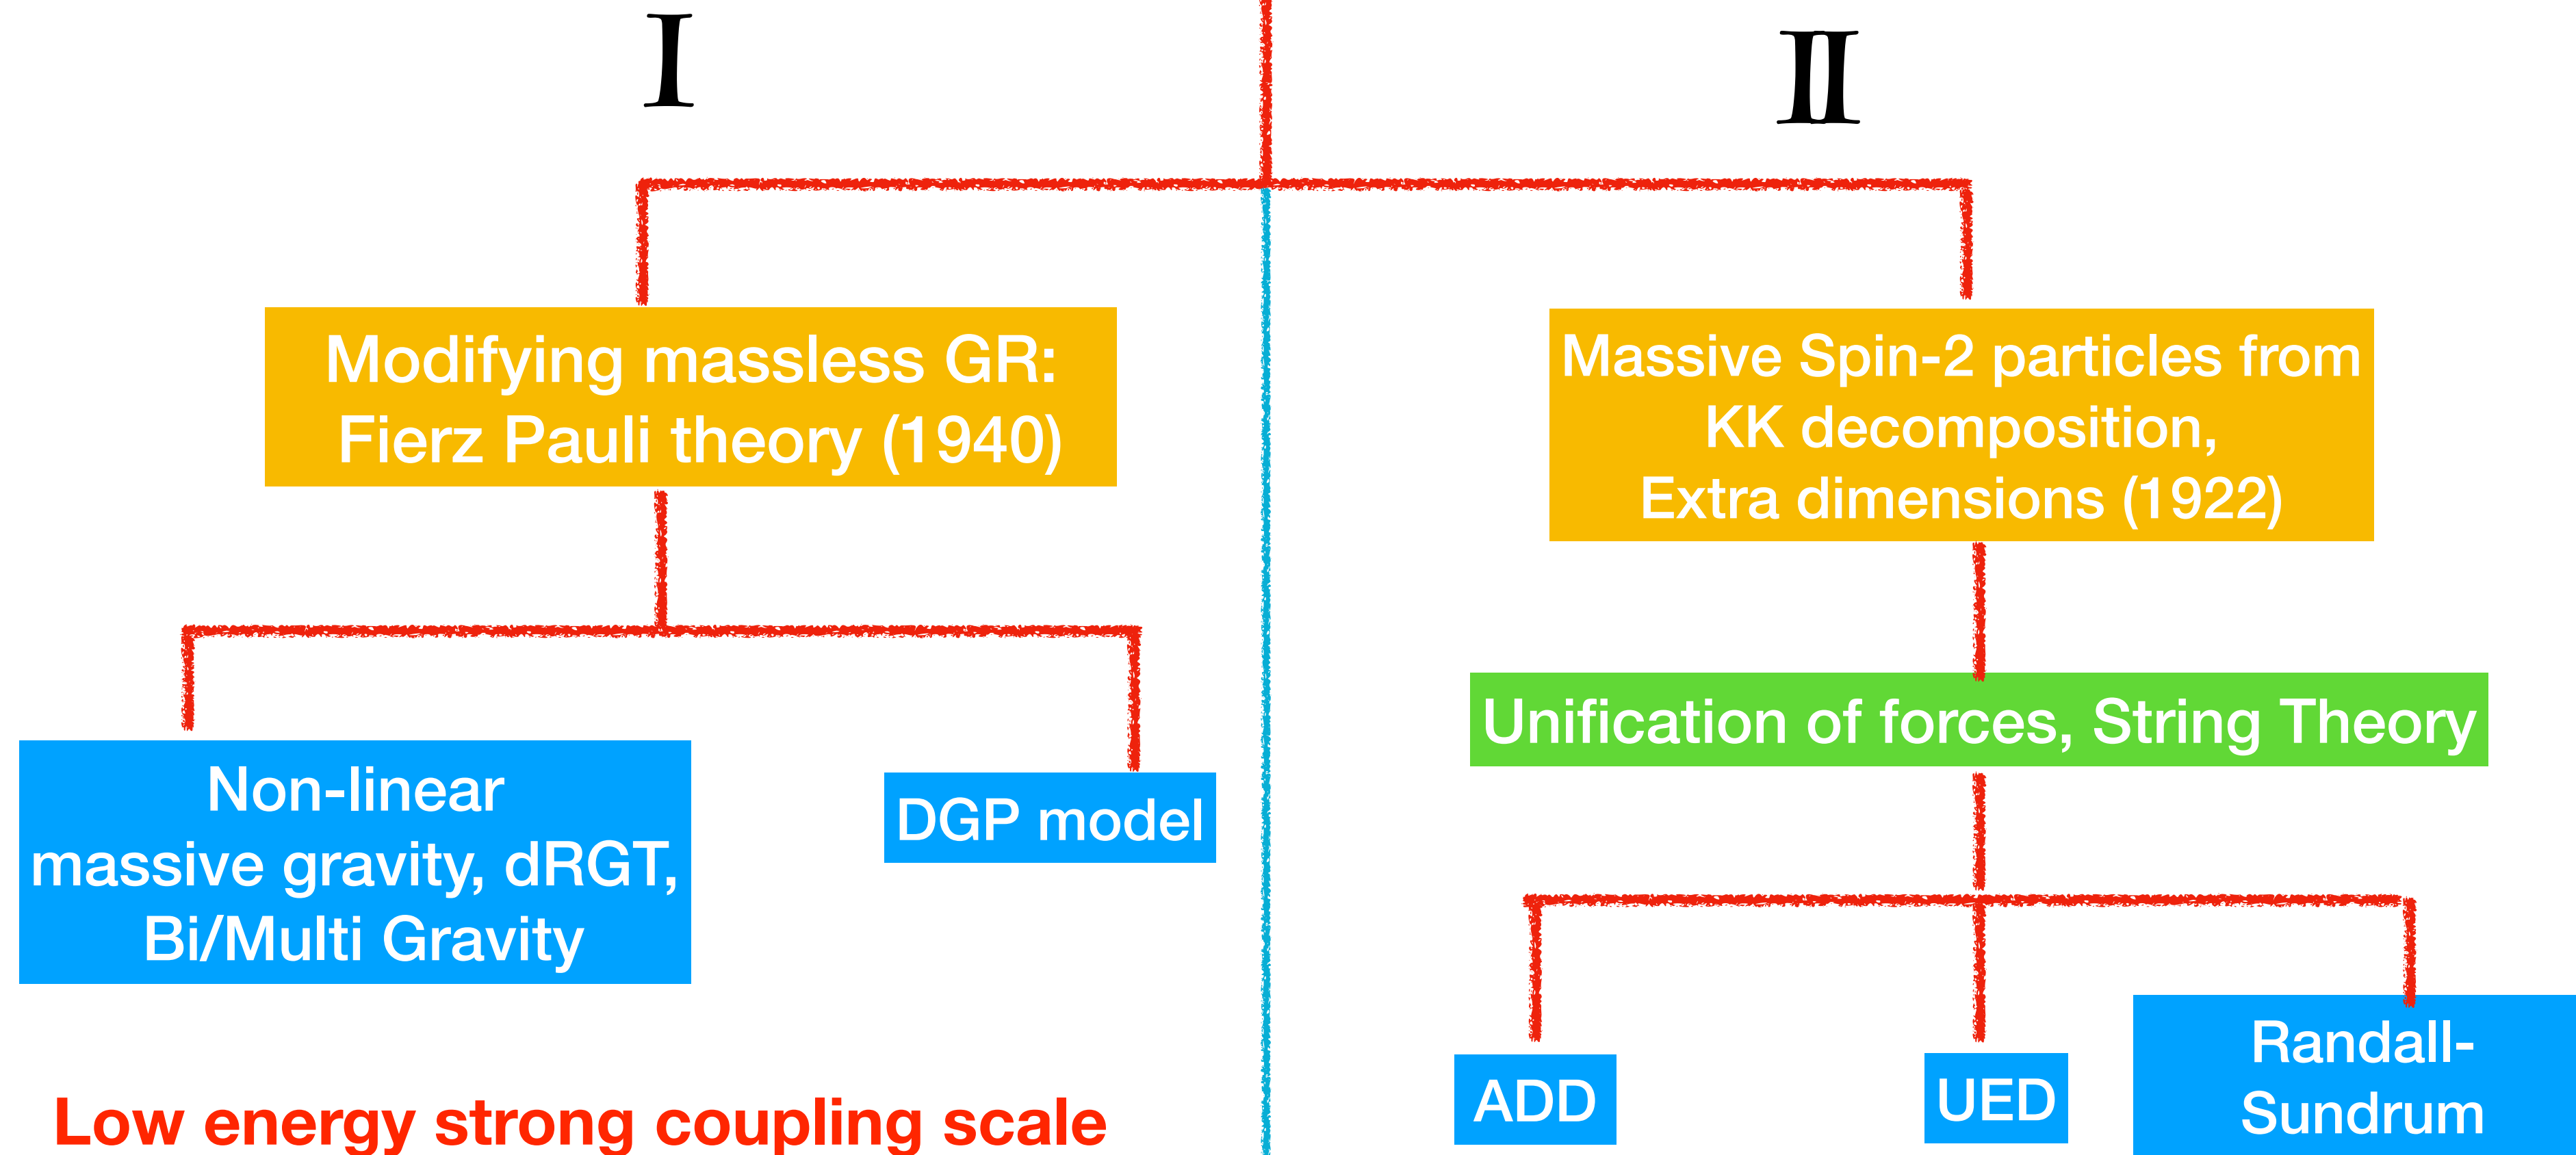 I
II
Modifying massless GR:
Fierz Pauli theory (1940)
Massive Spin-2 particles from
KK decomposition,
Extra dimensions (1922)
Non-linear
massive gravity, dRGT,
Bi/Multi Gravity
DGP model
Unification of forces, String Theory
ADD
UED
Randall-
Sundrum
Low energy strong coupling scale